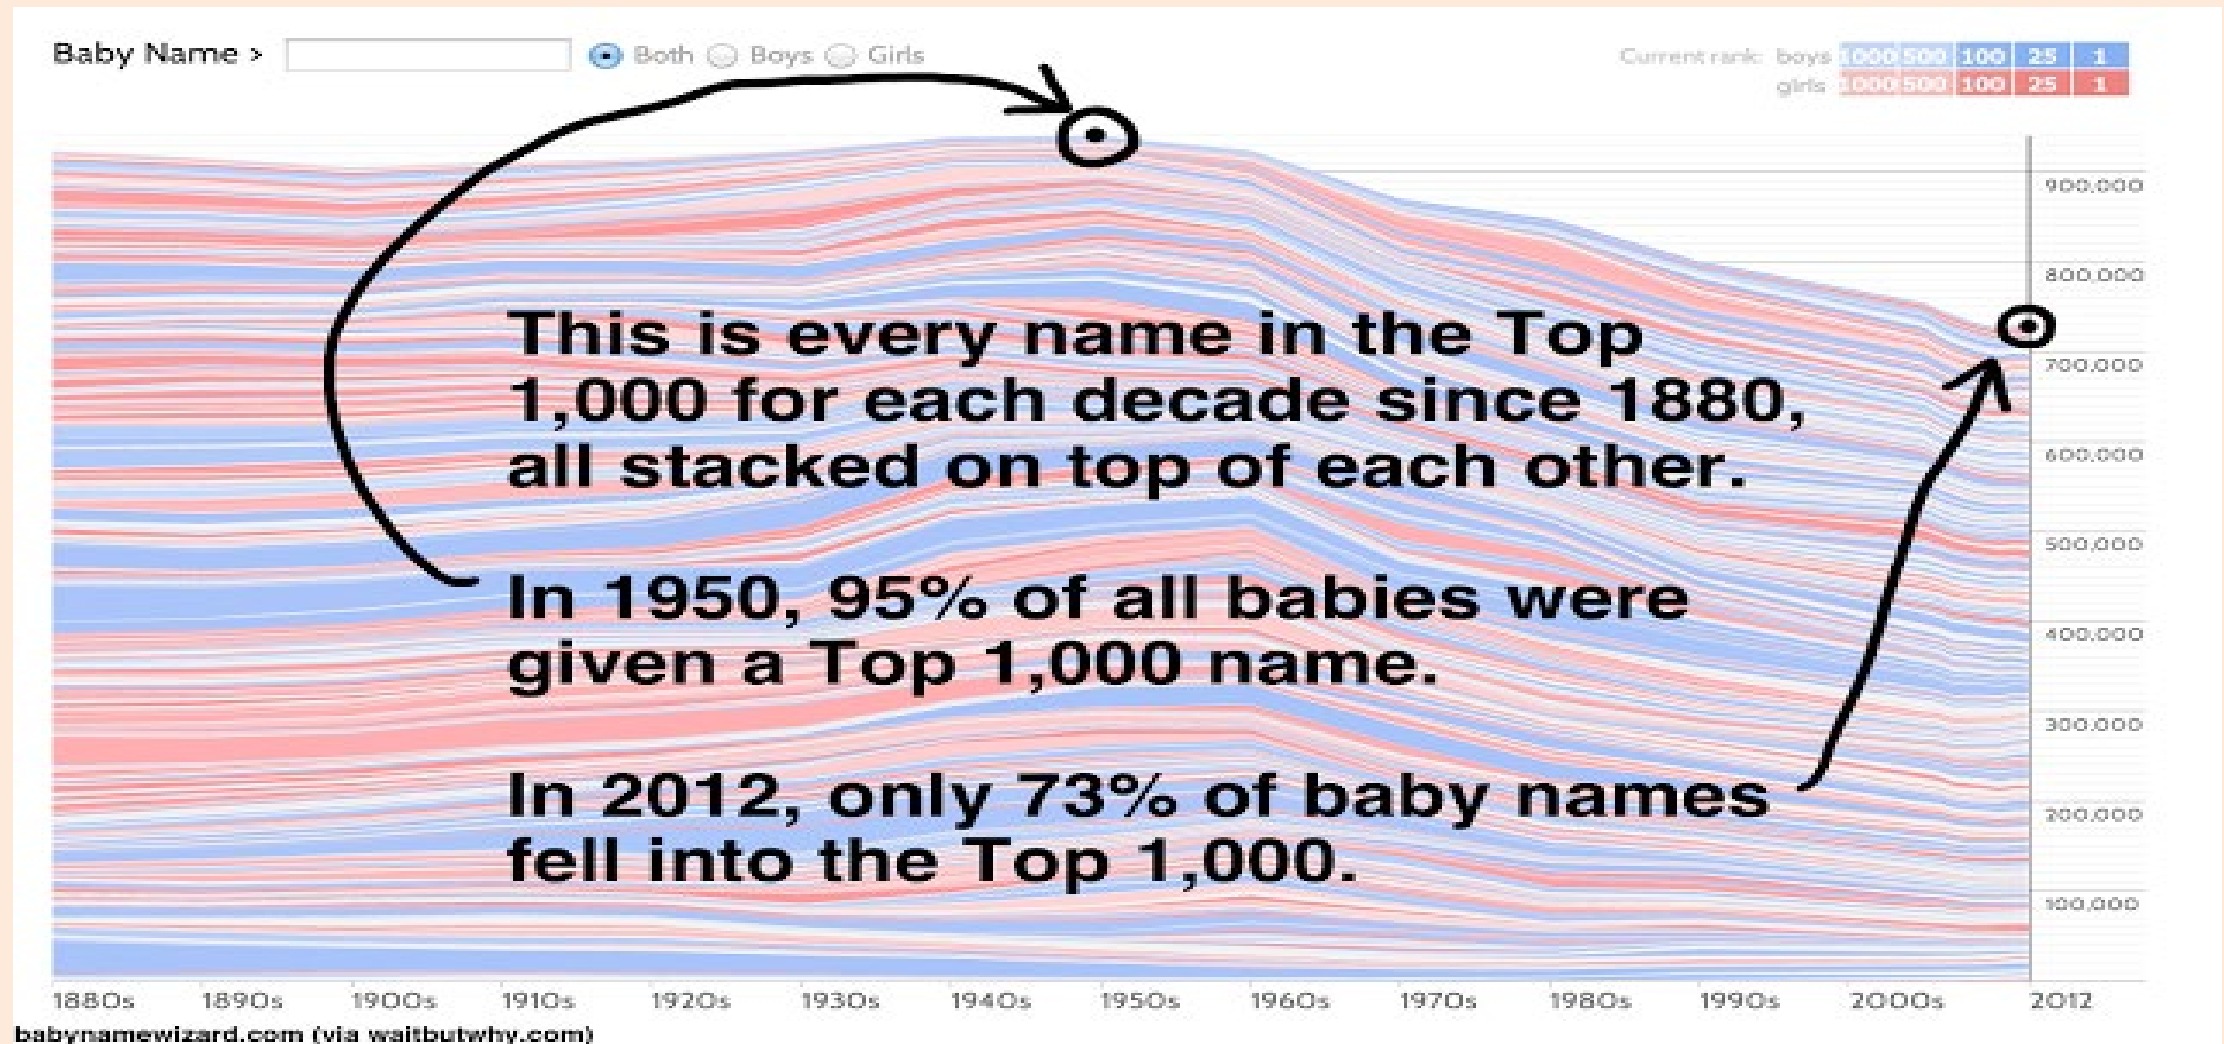 Baby Name > Both Boys Girls
Current rank: boys 1000 500 100 25 1
girls 1000 500 100 25 1
This is every name in the Top
1,000 for each decade since 1880,
all stacked on top of each other.
In 1950, 95% of all babies were
given a Top 1,000 name.
In 2012, only 73% of baby names
fell into the Top 1,000.
900,000
800,000
700,000
600,000
500,000
400,000
300,000
200,000
100,000
1880s 1890s 1900s 1910s 1920s 1930s 1940s 1950s 1960s 1970s 1980s 1990s 2000s 2012
babynamewizard.com (via waitbutwhy.com)